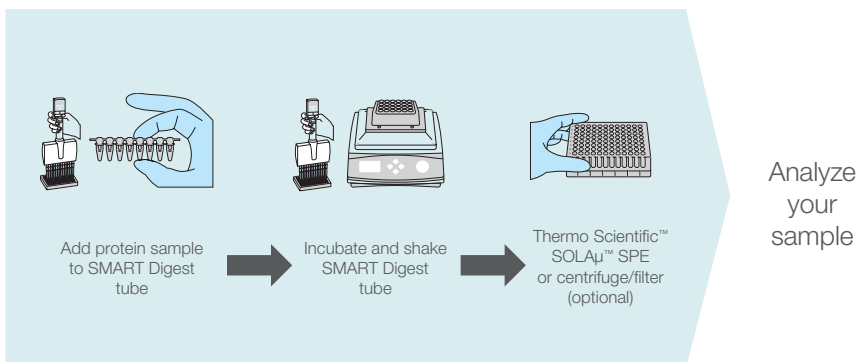 Add protein sample
to SMART Digest
tube
Incubate and shake
SMART Digest
tube
Thermo Scientific™
SOLAµ™ SPE
or centrifuge/filter
(optional)
Analyze
your
sample